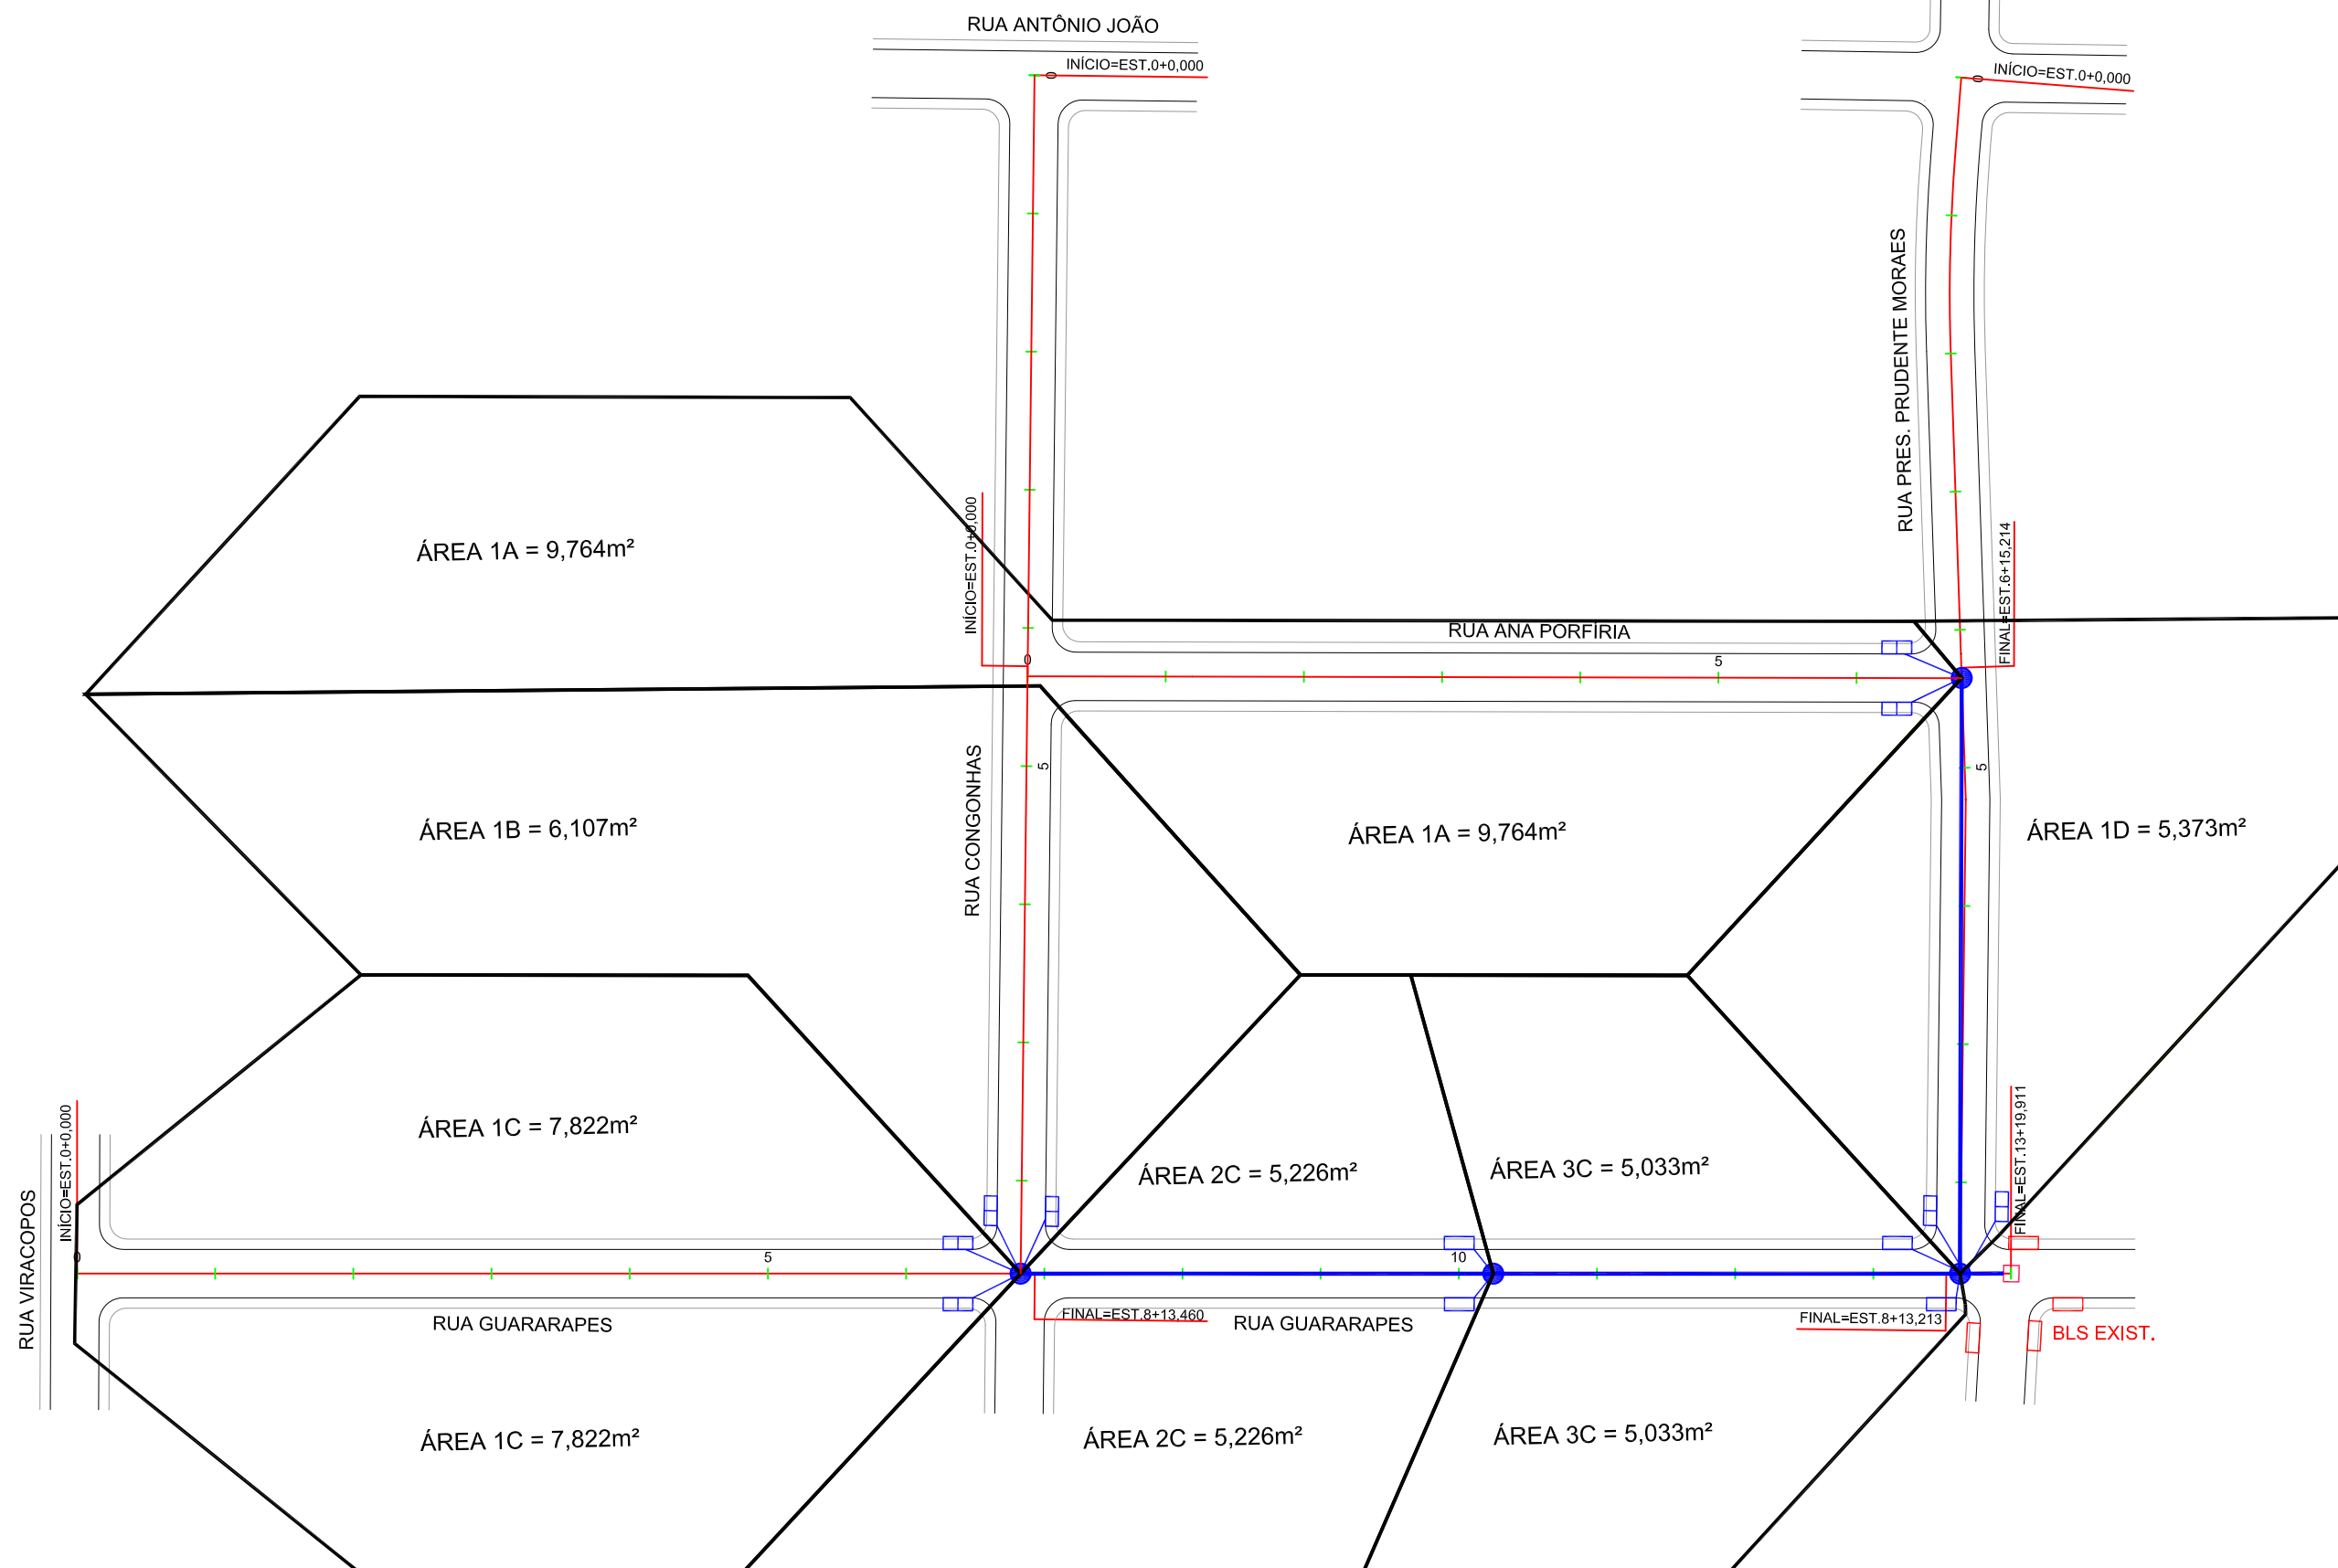 RUA ANTÔNIO JOÃO
INÍCIO=EST.0+0,000
0
INÍCIO=EST.0+0,000
0
RUA PRES. PRUDENTE MORAES
ÁREA 1A = 9,764m²
INÍCIO=EST.0+0,000
FINAL=EST.6+15,214
RUA ANA PORFÍRIA
0
5
5
5
RUA CONGONHAS
ÁREA 1B = 6,107m²
ÁREA 1A = 9,764m²
ÁREA 1D = 5,373m²
ÁREA 1C = 7,822m²
ÁREA 2C = 5,226m²
ÁREA 3C = 5,033m²
INÍCIO=EST.0+0,000
FINAL=EST.13+19,911
RUA VIRACOPOS
0
5
10
RUA GUARARAPES
FINAL=EST.8+13,460
RUA GUARARAPES
FINAL=EST.8+13,213
BLS EXIST.
ÁREA 1C = 7,822m²
ÁREA 2C = 5,226m²
ÁREA 3C = 5,033m²